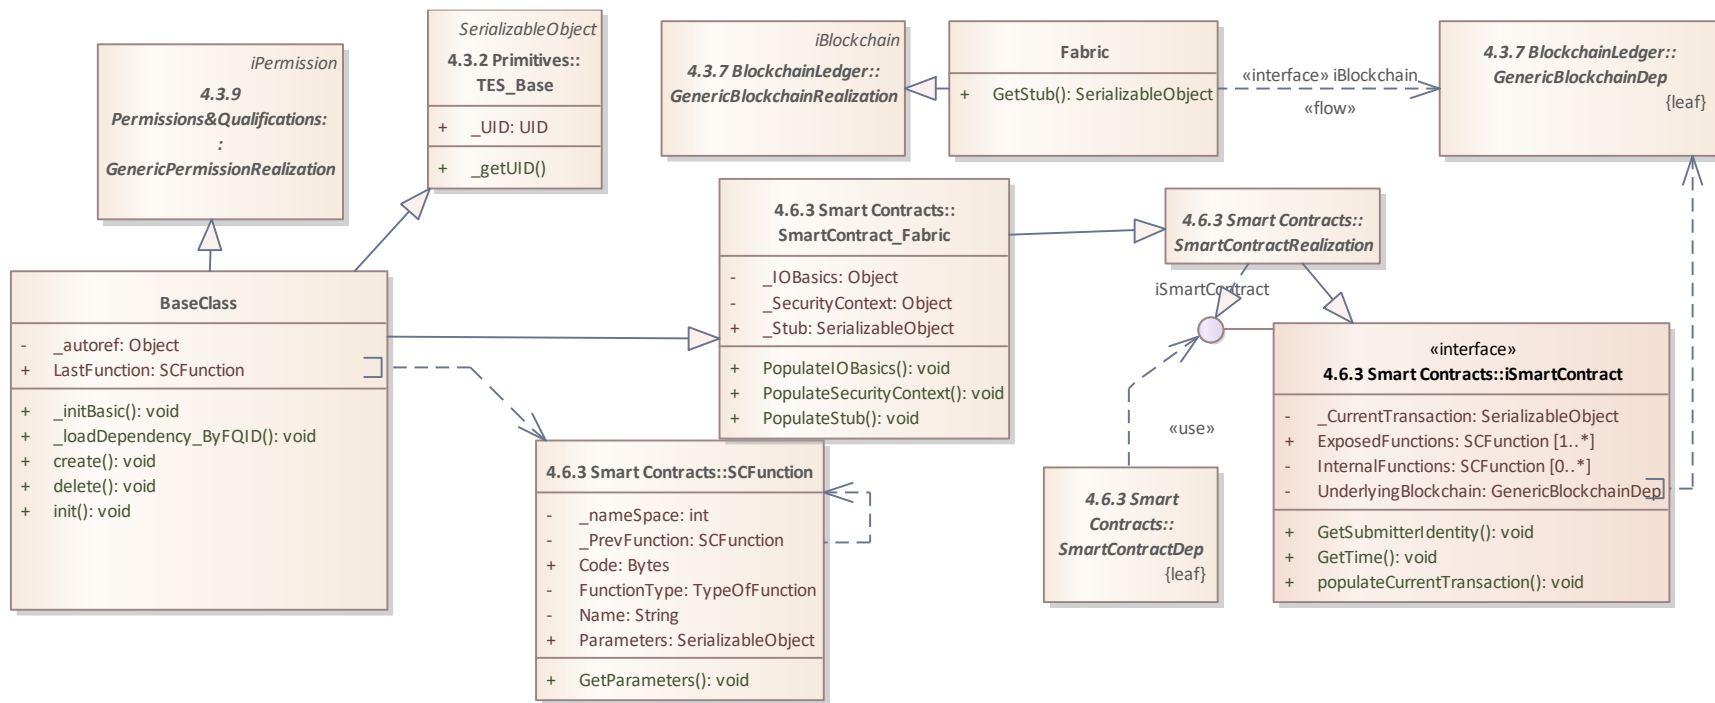 iPermission
4.3.9
Permissions&Qualifications:
:
GenericPermissionRealization
SerializableObject
4.3.2 Primitives::
TES_Base
+ _UID: UID
+ _getUID()
iBlockchain
4.3.7 BlockchainLedger::
GenericBlockchainRealization
Fabric
+ GetStub(): SerializableObject
«interface» iBlockchain
«flow»
4.3.7 BlockchainLedger::
GenericBlockchainDep
{leaf}
BaseClass
- _autoref: Object
+ LastFunction: SCFunction
+ _initBasic(): void
+ _loadDependency_ByFQID(): void
+ create(): void
+ delete(): void
+ init(): void
4.6.3 Smart Contracts::
SmartContract_Fabric
- _IOBasics: Object
- _SecurityContext: Object
+ _Stub: SerializableObject
+ PopulateIOBasics(): void
+ PopulateSecurityContext(): void
+ PopulateStub(): void
4.6.3 Smart Contracts::
SmartContractRealization
iSmartContract
«interface»
4.6.3 Smart Contracts::iSmartContract
- _CurrentTransaction: SerializableObject
+ ExposedFunctions: SCFunction [1..*]
- InternalFunctions: SCFunction [0..*]
- UnderlyingBlockchain: GenericBlockchainDep
+ GetSubmitterIdentity(): void
+ GetTime(): void
+ populateCurrentTransaction(): void
«use»
4.6.3 Smart
Contracts::
SmartContractDep
{leaf}
4.6.3 Smart Contracts::SCFunction
- _nameSpace: int
- _PrevFunction: SCFunction
+ Code: Bytes
- FunctionType: TypeOfFunction
- Name: String
+ Parameters: SerializableObject
+ GetParameters(): void